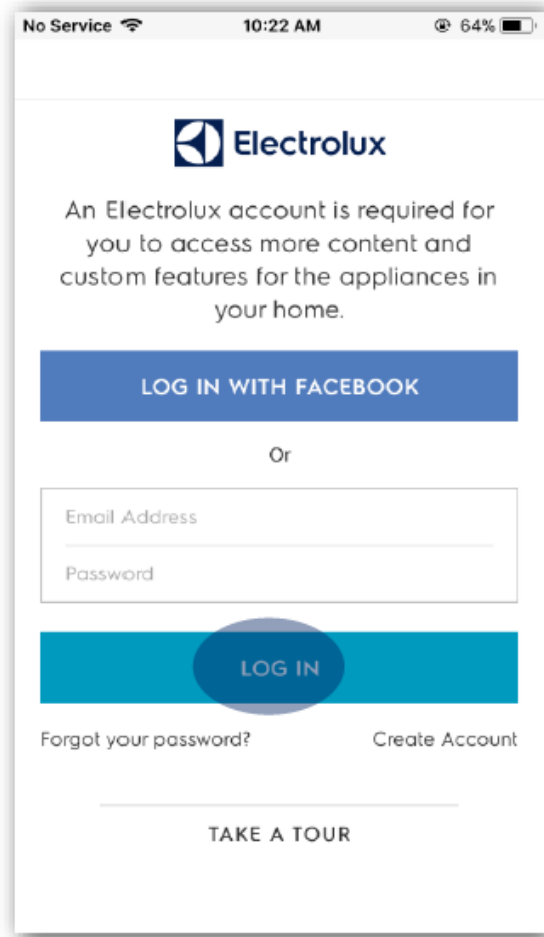 No Service 10:22 AM 64%
Electrolux
An Electrolux account is required for
you to access more content and
custom features for the appliances in
your home.
LOG IN WITH FACEBOOK
Or
Email Address
Password
LOG IN
Forgot your password? Create Account
TAKE A TOUR